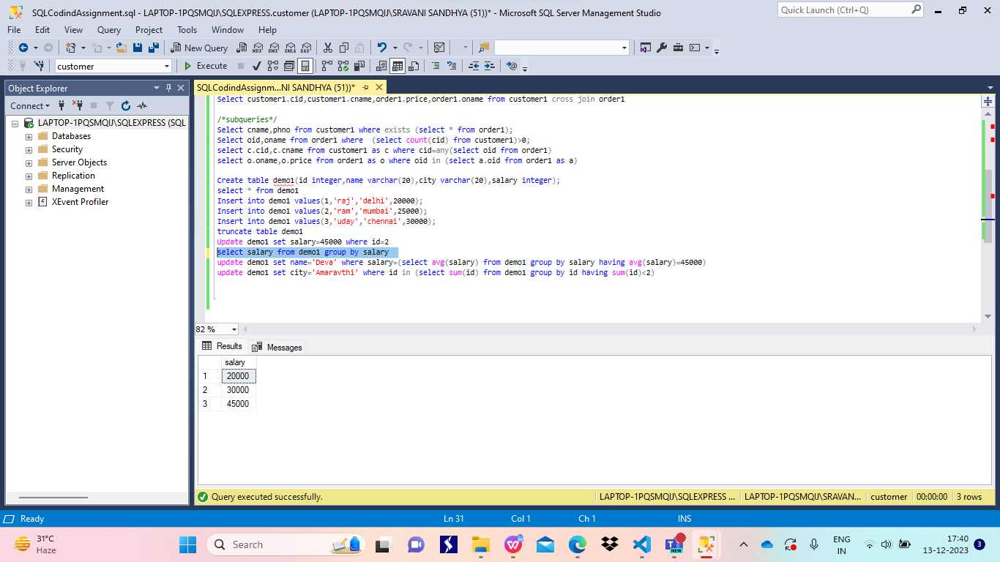 SQLCodindAssignment.sql - LAPTOP-1PQSMQIJ\SQLEXPRESS.customer (LAPTOP-1PQSMQIJ\SRAVANI SANDHYA (51))* - Microsoft SQL Server Management Studio
Quick Launch (Ctrl+Q)
File Edit View Query Project Tools Window Help
New Query MDX DMX XMLA DAX
customer Execute
Object Explorer
SQLCodindAssignm...NI SANDHYA (51))*
Connect
LAPTOP-1PQSMQIJ\SQLEXPRESS (SQL
Databases
Security
Server Objects
Replication
Management
XEvent Profiler
Select customer1.cid,customer1.cname,order1.price,order1.oname from customer1 cross join order1
/*subqueries*/
Select cname,phno from customer1 where exists (select * from order1);
Select oid,oname from order1 where  (select count(cid) from customer1)>0;
select c.cid,c.cname from customer1 as c where cid=any(select oid from order1)
select o.oname,o.price from order1 as o where oid in (select a.oid from order1 as a)
Create table demo1(id integer,name varchar(20),city varchar(20),salary integer);
select * from demo1
Insert into demo1 values(1,'raj','delhi',20000);
Insert into demo1 values(2,'ram','mumbai',25000);
Insert into demo1 values(3,'uday','chennai',30000);
truncate table demo1
Update demo1 set salary=45000 where id=2
select salary from demo1 group by salary
update demo1 set name='Deva' where salary=(select avg(salary) from demo1 group by salary having avg(salary)=45000)
update demo1 set city='Amaravthi' where id in (select sum(id) from demo1 group by id having sum(id)<2)
82 %
Results Messages
salary
1 20000
2 30000
3 45000
Query executed successfully.
LAPTOP-1PQSMQIJ\SQLEXPRESS ... LAPTOP-1PQSMQIJ\SRAVAN... customer 00:00:00 3 rows
Ready Ln 31 Col 1 Ch 1 INS
31°C
Haze
Search
NEW
ENG
IN
17:40
13-12-2023
3